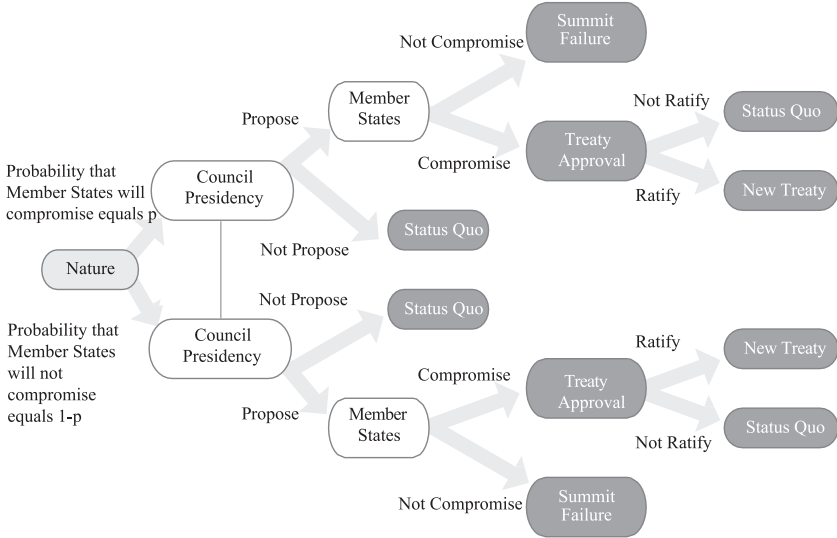 Summit
Failure
Not Compromise
Member
States
Not Ratify
Status Quo
Propose
Treaty
Approval
Compromise
Probability that
Member States will
compromise equals p
Council
Presidency
Ratify
New Treaty
Status Quo
Not Propose
Nature
Not Propose
Status Quo
Probability that
Member States
will not
compromise
equals 1-p
Council
Presidency
Ratify
New Treaty
Compromise
Treaty
Approval
Propose
Member
States
Status Quo
Not Ratify
Not Compromise
Summit
Failure